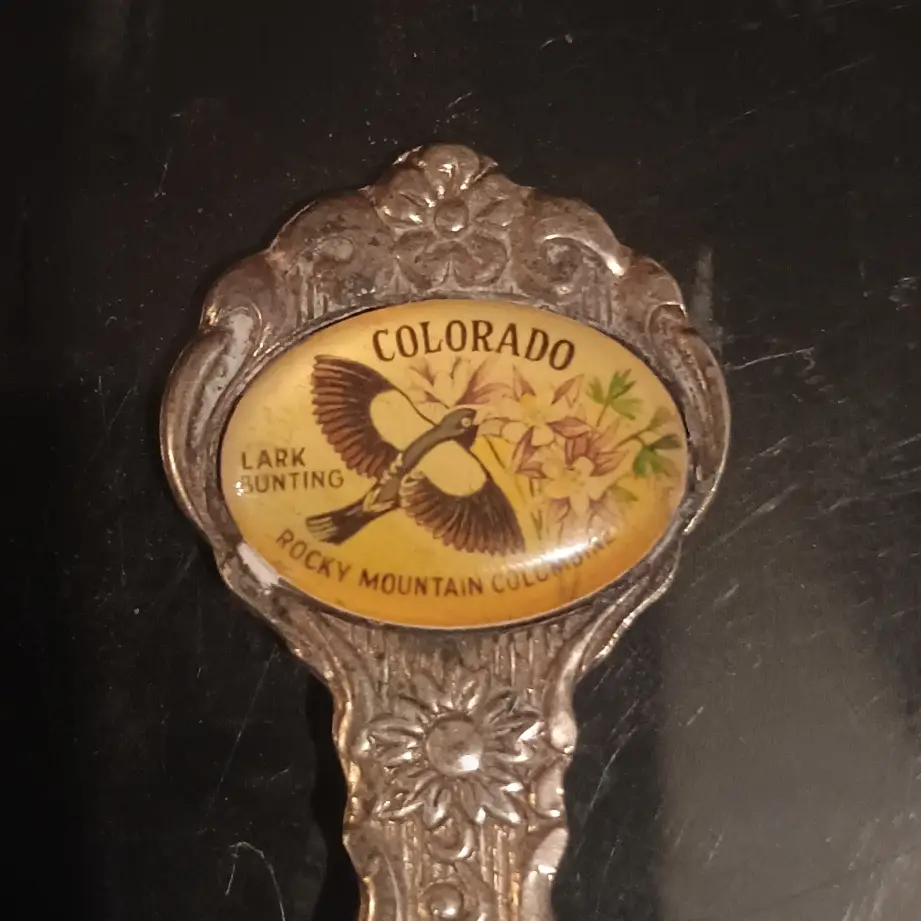 COLORADO
LARK
BUNTING
ROCKY MOUNTAIN COLUMBINE